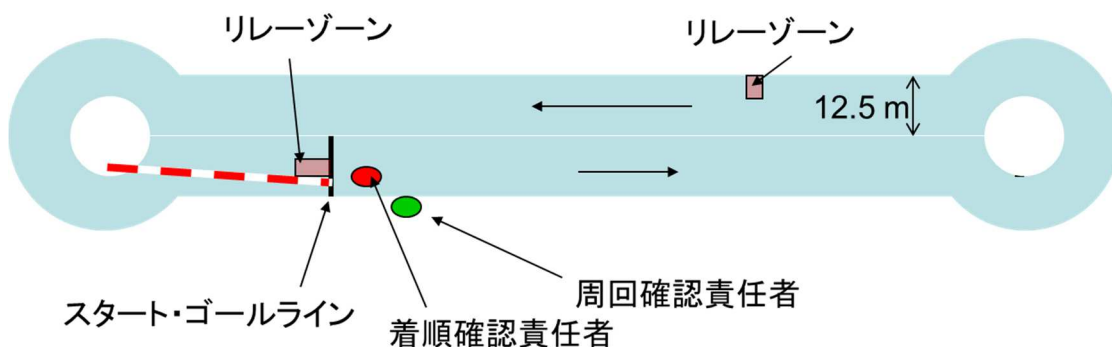 リレーゾーン
リレーゾーン
12.5 m
周回確認責任者
スタート・ゴールライン
着順確認責任者